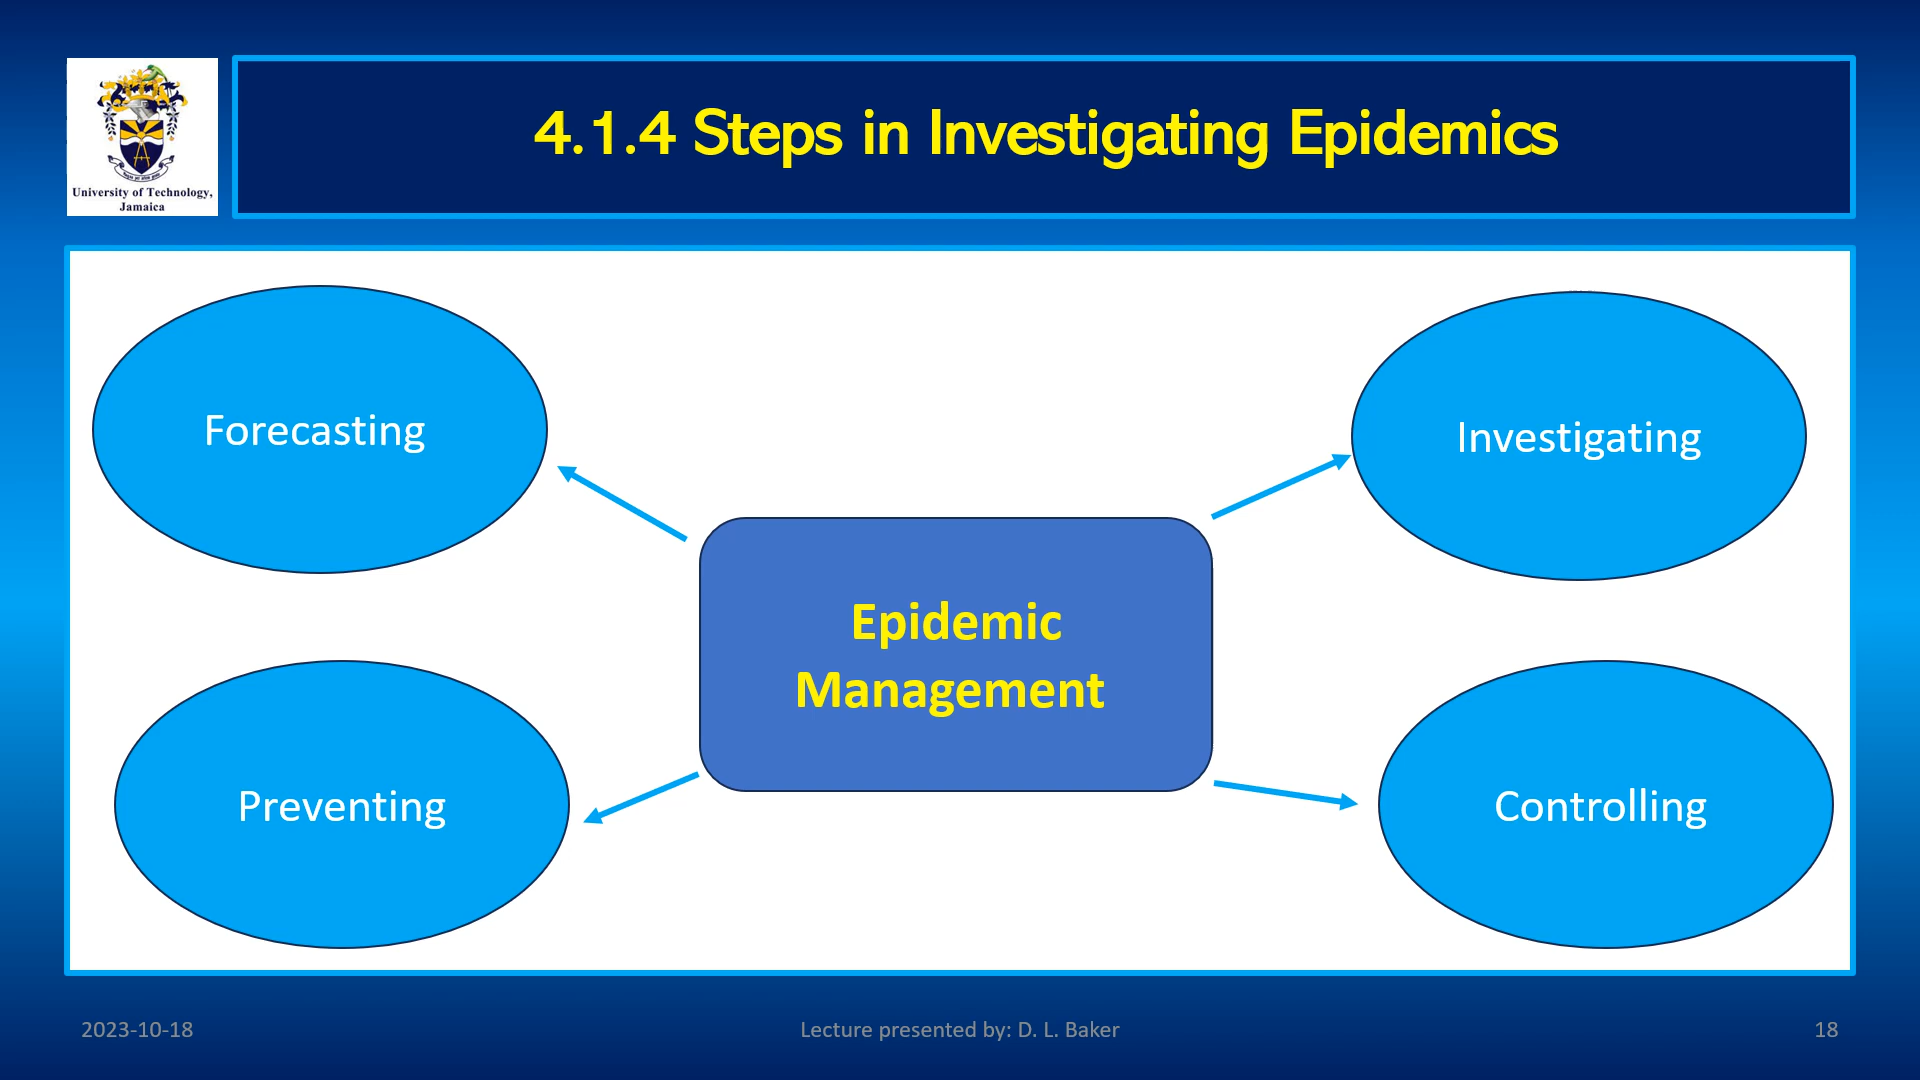 University of Technology,
Jamaica
4.1.4 Steps in Investigating Epidemics
Forecasting
Investigating
Epidemic
Management
Preventing
Controlling
2023-10-18
Lecture presented by: D. L. Baker
18